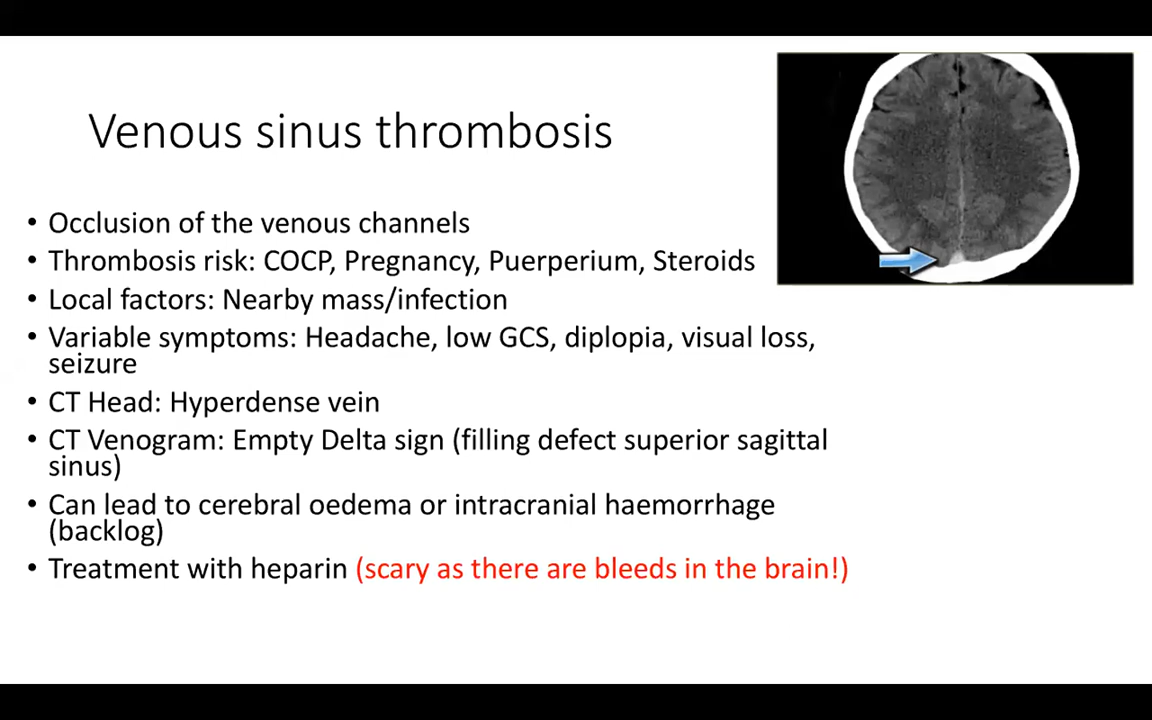 Venous sinus thrombosis
• Occlusion of the venous channels
• Thrombosis risk: COCP, Pregnancy, Puerperium, Steroids
• Local factors: Nearby mass/infection
• Variable symptoms: Headache, low GCS, diplopia, visual loss,
seizure
• CT Head: Hyperdense vein
• CT Venogram: Empty Delta sign (filling defect superior sagittal
sinus)
• Can lead to cerebral oedema or intracranial haemorrhage
(backlog)
• Treatment with heparin (scary as there are bleeds in the brain!)